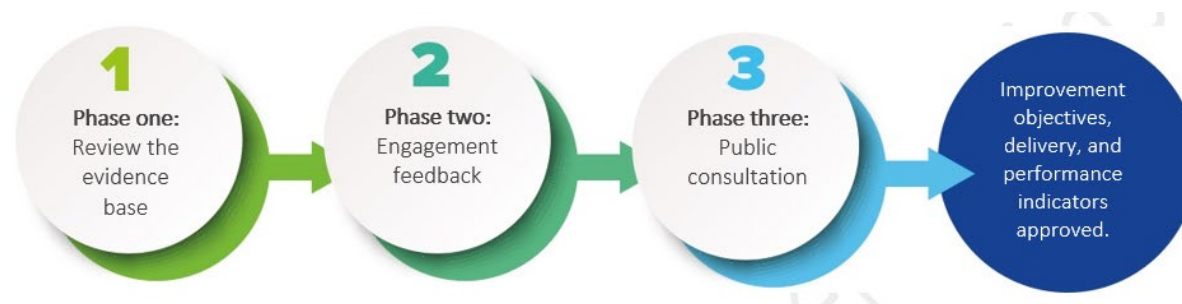 1
Phase one:
Review the
evidence
base
2
Phase two:
Engagement
feedback
3
Phase three:
Public
consultation
Improvement
objectives,
delivery, and
performance
indicators
approved.